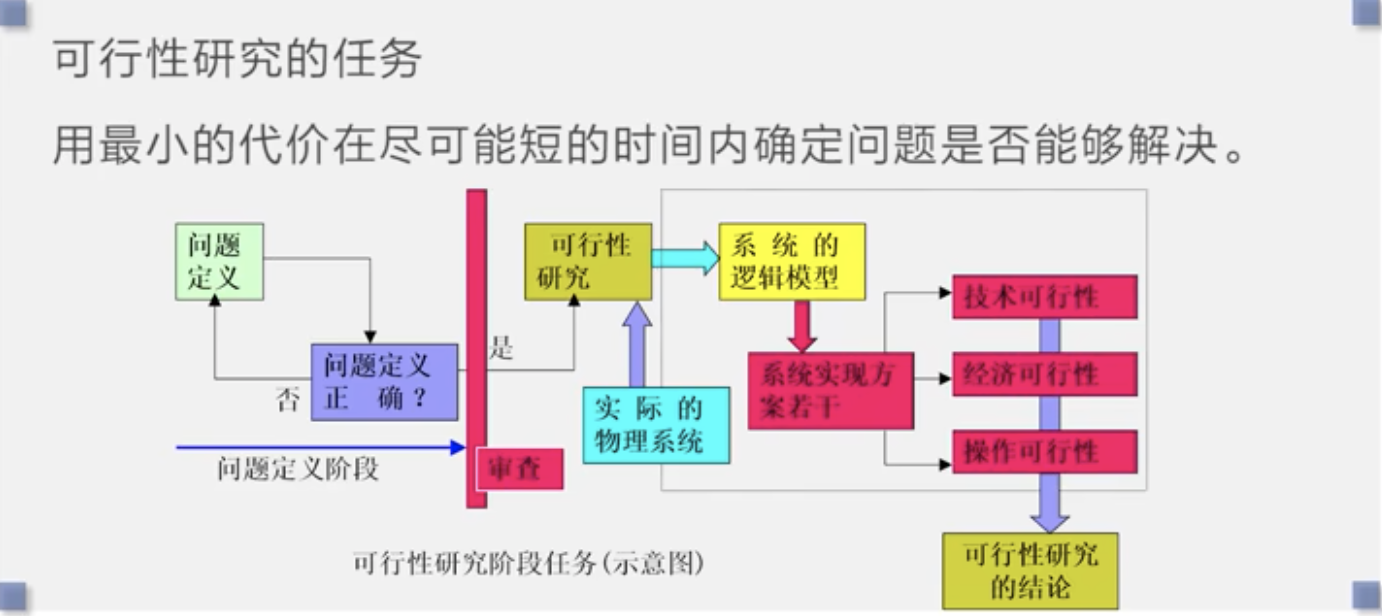 可行性研究的任务
用最小的代价在尽可能短的时间内确定问题是否能够解决。
问题
定义
问题定义
正 确？
否
是
问题定义阶段
审查
可行性
研究
实 际 的
物理系统
系 统 的
逻辑模型
系统实现方
案若干
技术可行性
经济可行性
操作可行性
可行性研究
的结论
可行性研究阶段任务(示意图)